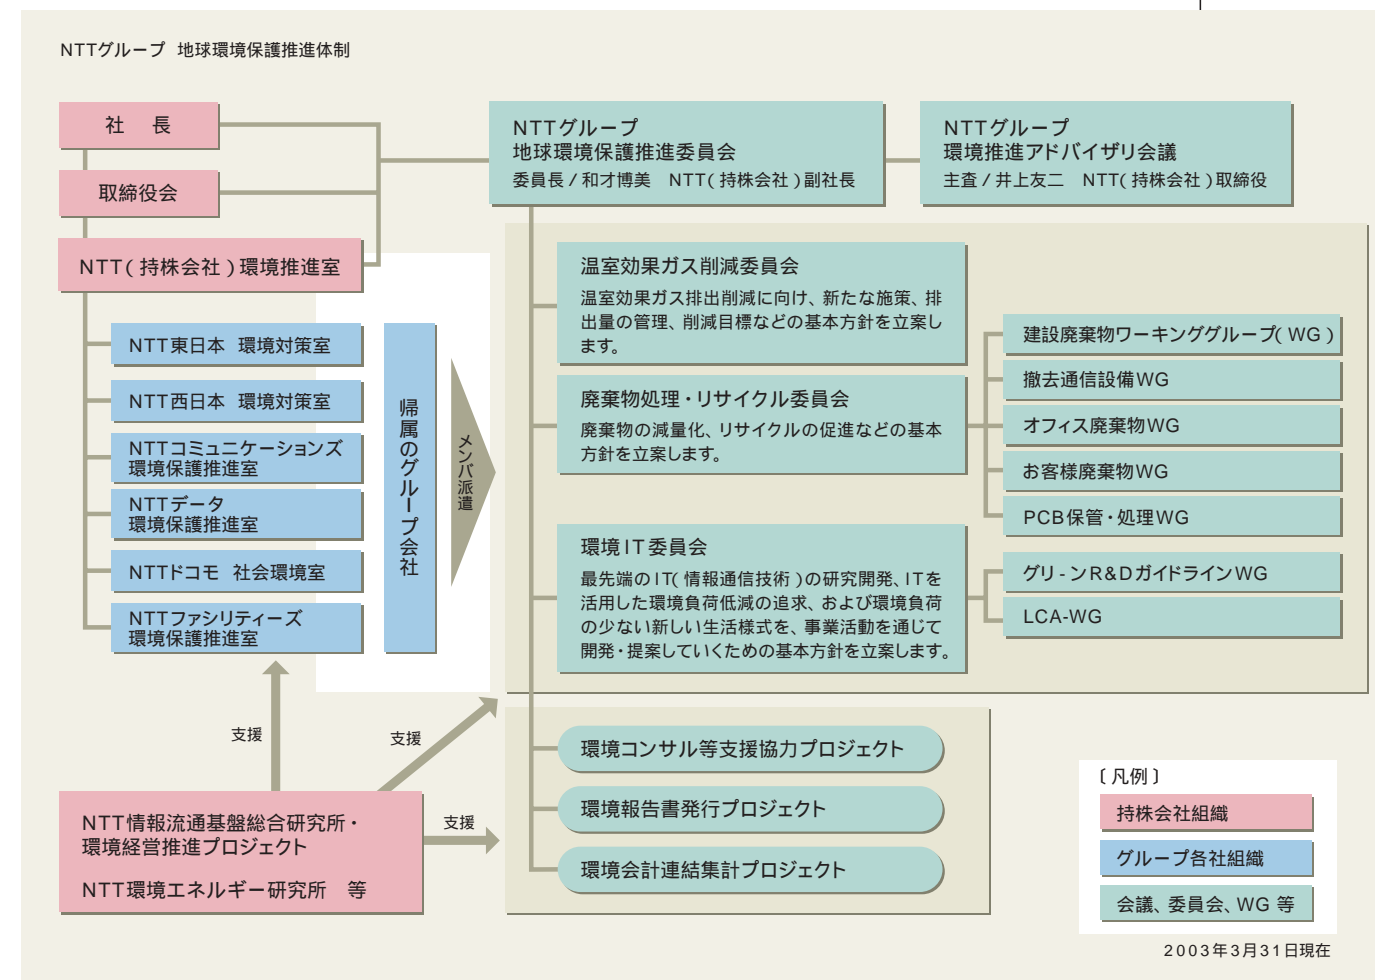 NTTグループ 地球環境保護推進体制
社 長
取締役会
NTT(持株会社)環境推進室
NTTグループ
地球環境保護推進委員会
委員長/和才博美 NTT(持株会社)副社長
NTTグループ
環境推進アドバイザリ会議
主査/井上友二 NTT(持株会社)取締役
NTT東日本 環境対策室
NTT西日本 環境対策室
NTTコミュニケーションズ
環境保護推進室
NTTデータ
環境保護推進室
NTTドコモ 社会環境室
NTTファシリティーズ
環境保護推進室
帰属のグループ会社
メンバ派遣
温室効果ガス削減委員会
温室効果ガス排出削減に向け、新たな施策、排
出量の管理、削減目標などの基本方針を立案し
ます。
廃棄物処理・リサイクル委員会
廃棄物の減量化、リサイクルの促進などの基本
方針を立案します。
環境IT委員会
最先端のIT(情報通信技術)の研究開発、ITを
活用した環境負荷低減の追求、および環境負荷
の少ない新しい生活様式を、事業活動を通じて
開発・提案していくための基本方針を立案します。
建設廃棄物ワーキンググループ(WG)
撤去通信設備WG
オフィス廃棄物WG
お客様廃棄物WG
PCB保管・処理WG
グリ-ンR&DガイドラインWG
LCA-WG
支援
支援
支援
NTT情報流通基盤総合研究所・
環境経営推進プロジェクト
NTT環境エネルギー研究所 等
環境コンサル等支援協力プロジェクト
環境報告書発行プロジェクト
環境会計連結集計プロジェクト
〔凡例〕
持株会社組織
グループ各社組織
会議、委員会、WG 等
2003年3月31日現在